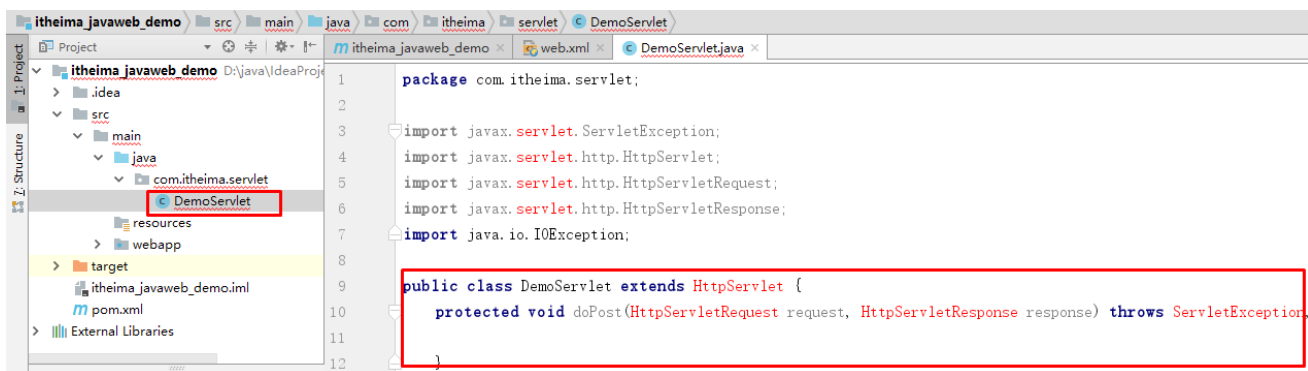 itheima_javaweb_demo src main java com itheima servlet DemoServlet
1: Project
Project
itheima_javaweb_demo × web.xml × DemoServlet.java ×
itheima_javaweb_demo D:\java\IdeaProje
.idea
src
main
java
com.itheima.servlet
DemoServlet
resources
webapp
target
itheima_javaweb_demo.iml
pom.xml
External Libraries
Z: Structure
1 package com.itheima.servlet;
2
3 import javax.servlet.ServletException;
4 import javax.servlet.http.HttpServlet;
5 import javax.servlet.http.HttpServletRequest;
6 import javax.servlet.http.HttpServletResponse;
7 import java.io.IOException;
8
9 public class DemoServlet extends HttpServlet {
10 protected void doPost(HttpServletRequest request, HttpServletResponse response) throws ServletException,
11
12 }